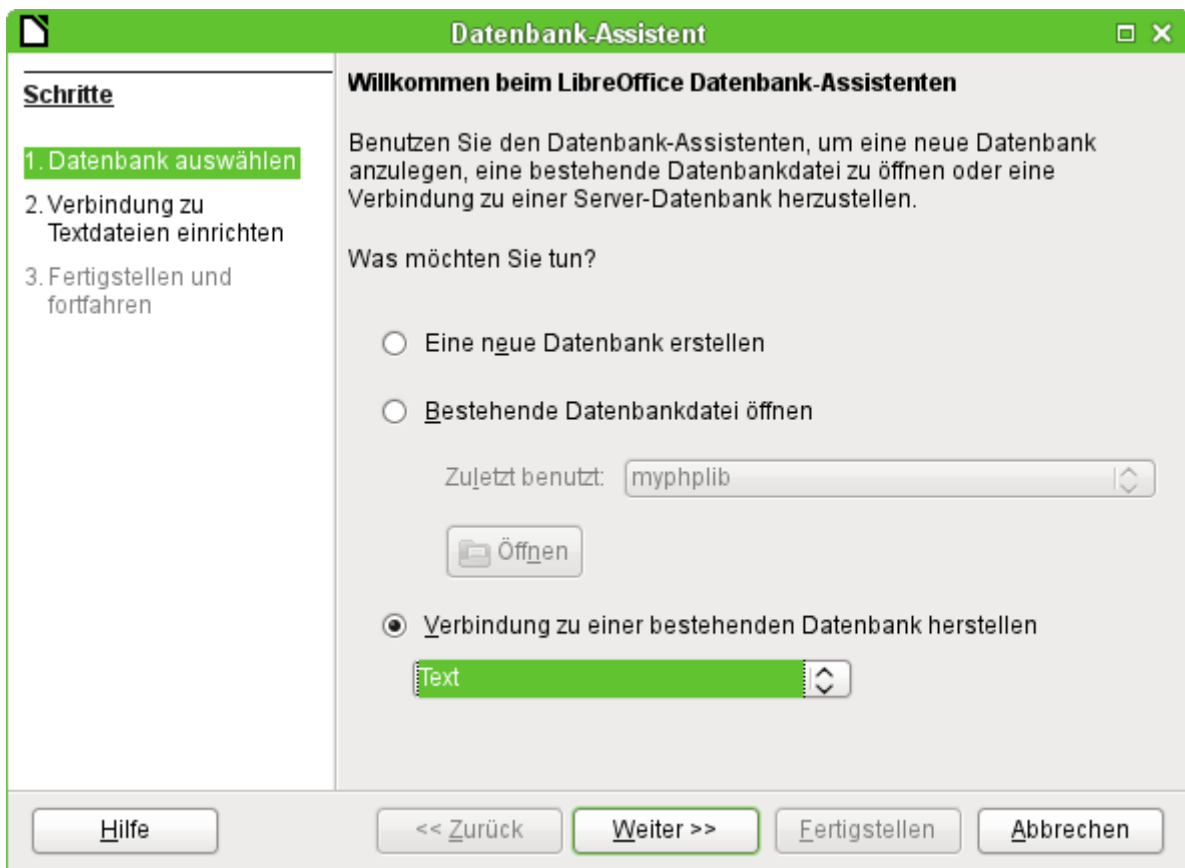 Datenbank-Assistent
Schritte
1. Datenbank auswählen
2. Verbindung zu
Textdateien einrichten
3. Fertigstellen und
fortfahren
Willkommen beim LibreOffice Datenbank-Assistenten
Benutzen Sie den Datenbank-Assistenten, um eine neue Datenbank
anzulegen, eine bestehende Datenbankdatei zu öffnen oder eine
Verbindung zu einer Server-Datenbank herzustellen.
Was möchten Sie tun?
Eine neue Datenbank erstellen
Bestehende Datenbankdatei öffnen
Zuletzt benutzt: myphplib
Öffnen
Verbindung zu einer bestehenden Datenbank herstellen
Text
Hilfe << Zurück Weiter >> Fertigstellen Abbrechen